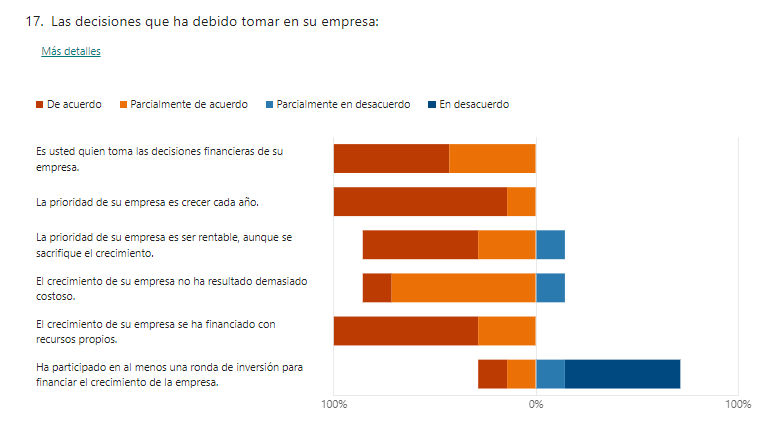 17. Las decisiones que ha debido tomar en su empresa:
Más detalles
De acuerdo Parcialmente de acuerdo Parcialmente en desacuerdo En desacuerdo
Es usted quien toma las decisiones financieras de su
empresa.
La prioridad de su empresa es crecer cada año.
La prioridad de su empresa es ser rentable, aunque se
sacrifique el crecimiento.
El crecimiento de su empresa no ha resultado demasiado
costoso.
El crecimiento de su empresa se ha financiado con
recursos propios.
Ha participado en al menos una ronda de inversión para
financiar el crecimiento de la empresa.
100% 0% 100%